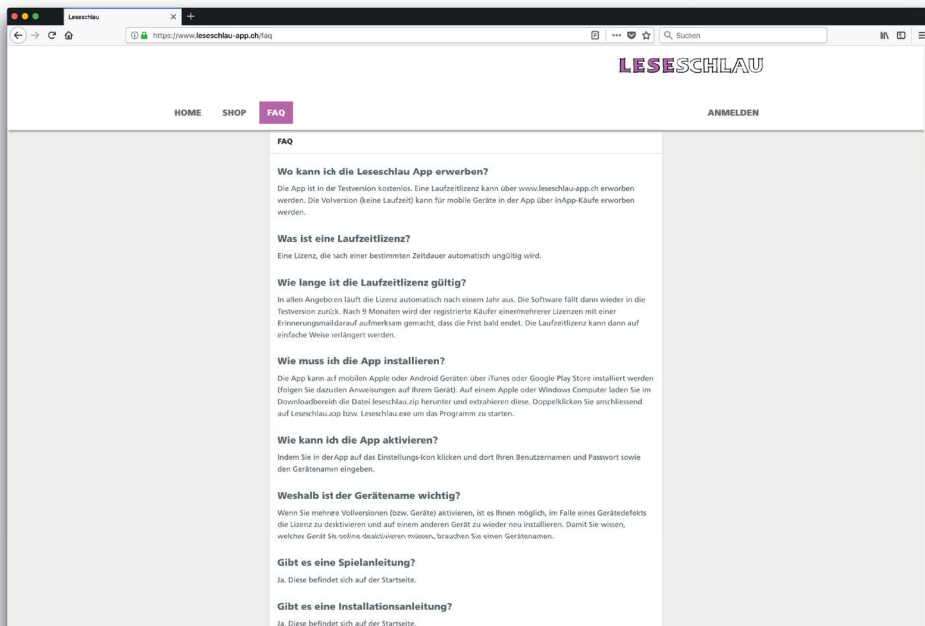 Leseschlau
https://www.leseschlau-app.ch/faq
Suchen
LESESCHLAU
HOME SHOP FAQ ANMELDEN
FAQ
Wo kann ich die Leseschlau App erwerben?
Die App ist in der Testversion kostenlos. Eine Laufzeitlizenz kann über www.leseschlau-app.ch erworben
werden. Die Volversion (keine Laufzeit) kann für mobile Geräte in der App über inApp-Käufe erworben
werden.
Was ist eine Laufzeitlizenz?
Eine Lizenz, die nach einer bestimmten Zeitdauer automatisch ungültig wird.
Wie lange ist die Laufzeitlizenz gültig?
In allen Angeboten läuft die Lizenz automatisch nach einem Jahr aus. Die Software fällt dann wieder in die
Testversion zurück. Nach 9 Monaten wird der registrierte Käufer einer/mehrerer Lizenzen mit einer
Erinnerungsmail darauf aufmerksam gemacht, dass die Frist bald endet. Die Laufzeitlizenz kann dann auf
einfache Weise verlängert werden.
Wie muss ich die App installieren?
Die App kann auf mobilen Apple oder Android Geräten über iTunes oder Google Play Store installiert werden
(folgen Sie dazu den Anweisungen auf Ihrem Gerät). Auf einem Apple oder Windows Computer laden Sie im
Downloadbereich die Datei leseschlau.zip herunter und extrahieren diese. Doppelklicken Sie anschliessend
auf Leseschlau.app bzw. Leseschlau.exe um das Programm zu starten.
Wie kann ich die App aktivieren?
Indem Sie in der App auf das Einstellungs-Icon klicken und dort Ihren Benutzernamen und Passwort sowie
den Gerätenamen eingeben.
Weshalb ist der Gerätename wichtig?
Wenn Sie mehrere Vollversionen (bzw. Geräte) aktivieren, ist es Ihnen möglich, im Falle eines Gerätedefekts
die Lizenz zu deaktivieren und auf einem anderen Gerät zu wieder neu installieren. Damit Sie wissen,
welches Gerät Sie online deaktivieren müssen, brauchen Sie einen Gerätenamen.
Gibt es eine Spielanleitung?
Ja. Diese befindet sich auf der Startseite.
Gibt es eine Installationsanleitung?
Ja. Diese befindet sich auf der Startseite.